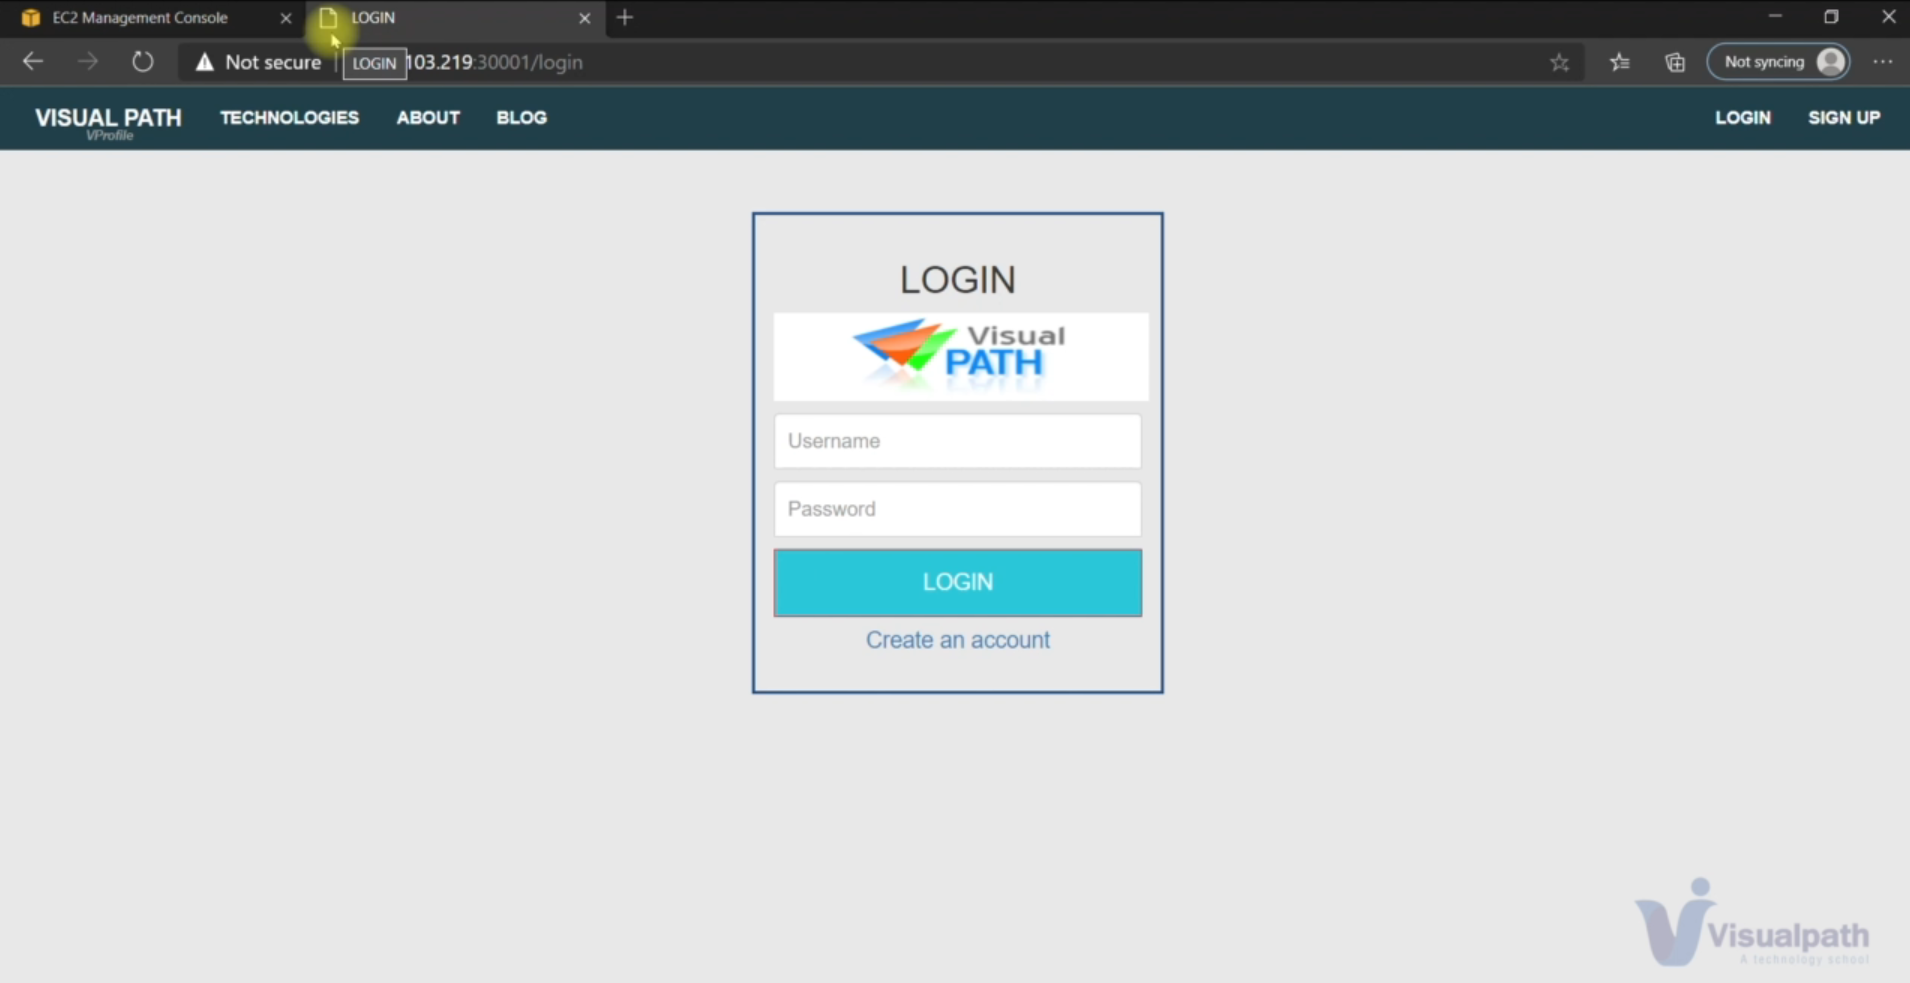 EC2 Management Console
LOGIN
Not secure
LOGIN
103.219:30001/login
Not syncing
VISUAL PATH
VProfile
TECHNOLOGIES
ABOUT
BLOG
LOGIN
SIGN UP
LOGIN
Visual
PATH
Username
Password
LOGIN
Create an account
Visualpath
A technology school